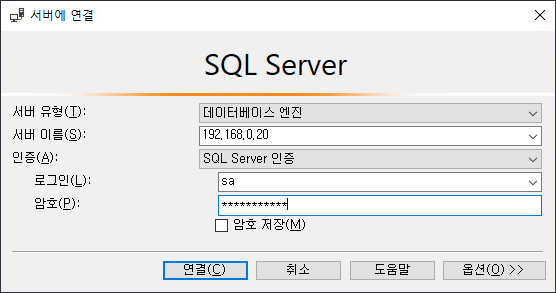 서버에 연결
SQL Server
서버 유형(T): 데이터베이스 엔진
서버 이름(S): 192.168.0.20
인증(A): SQL Server 인증
로그인(L): sa
암호(P): ***********
암호 저장(M)
연결(C) 취소 도움말 옵션(O) >>